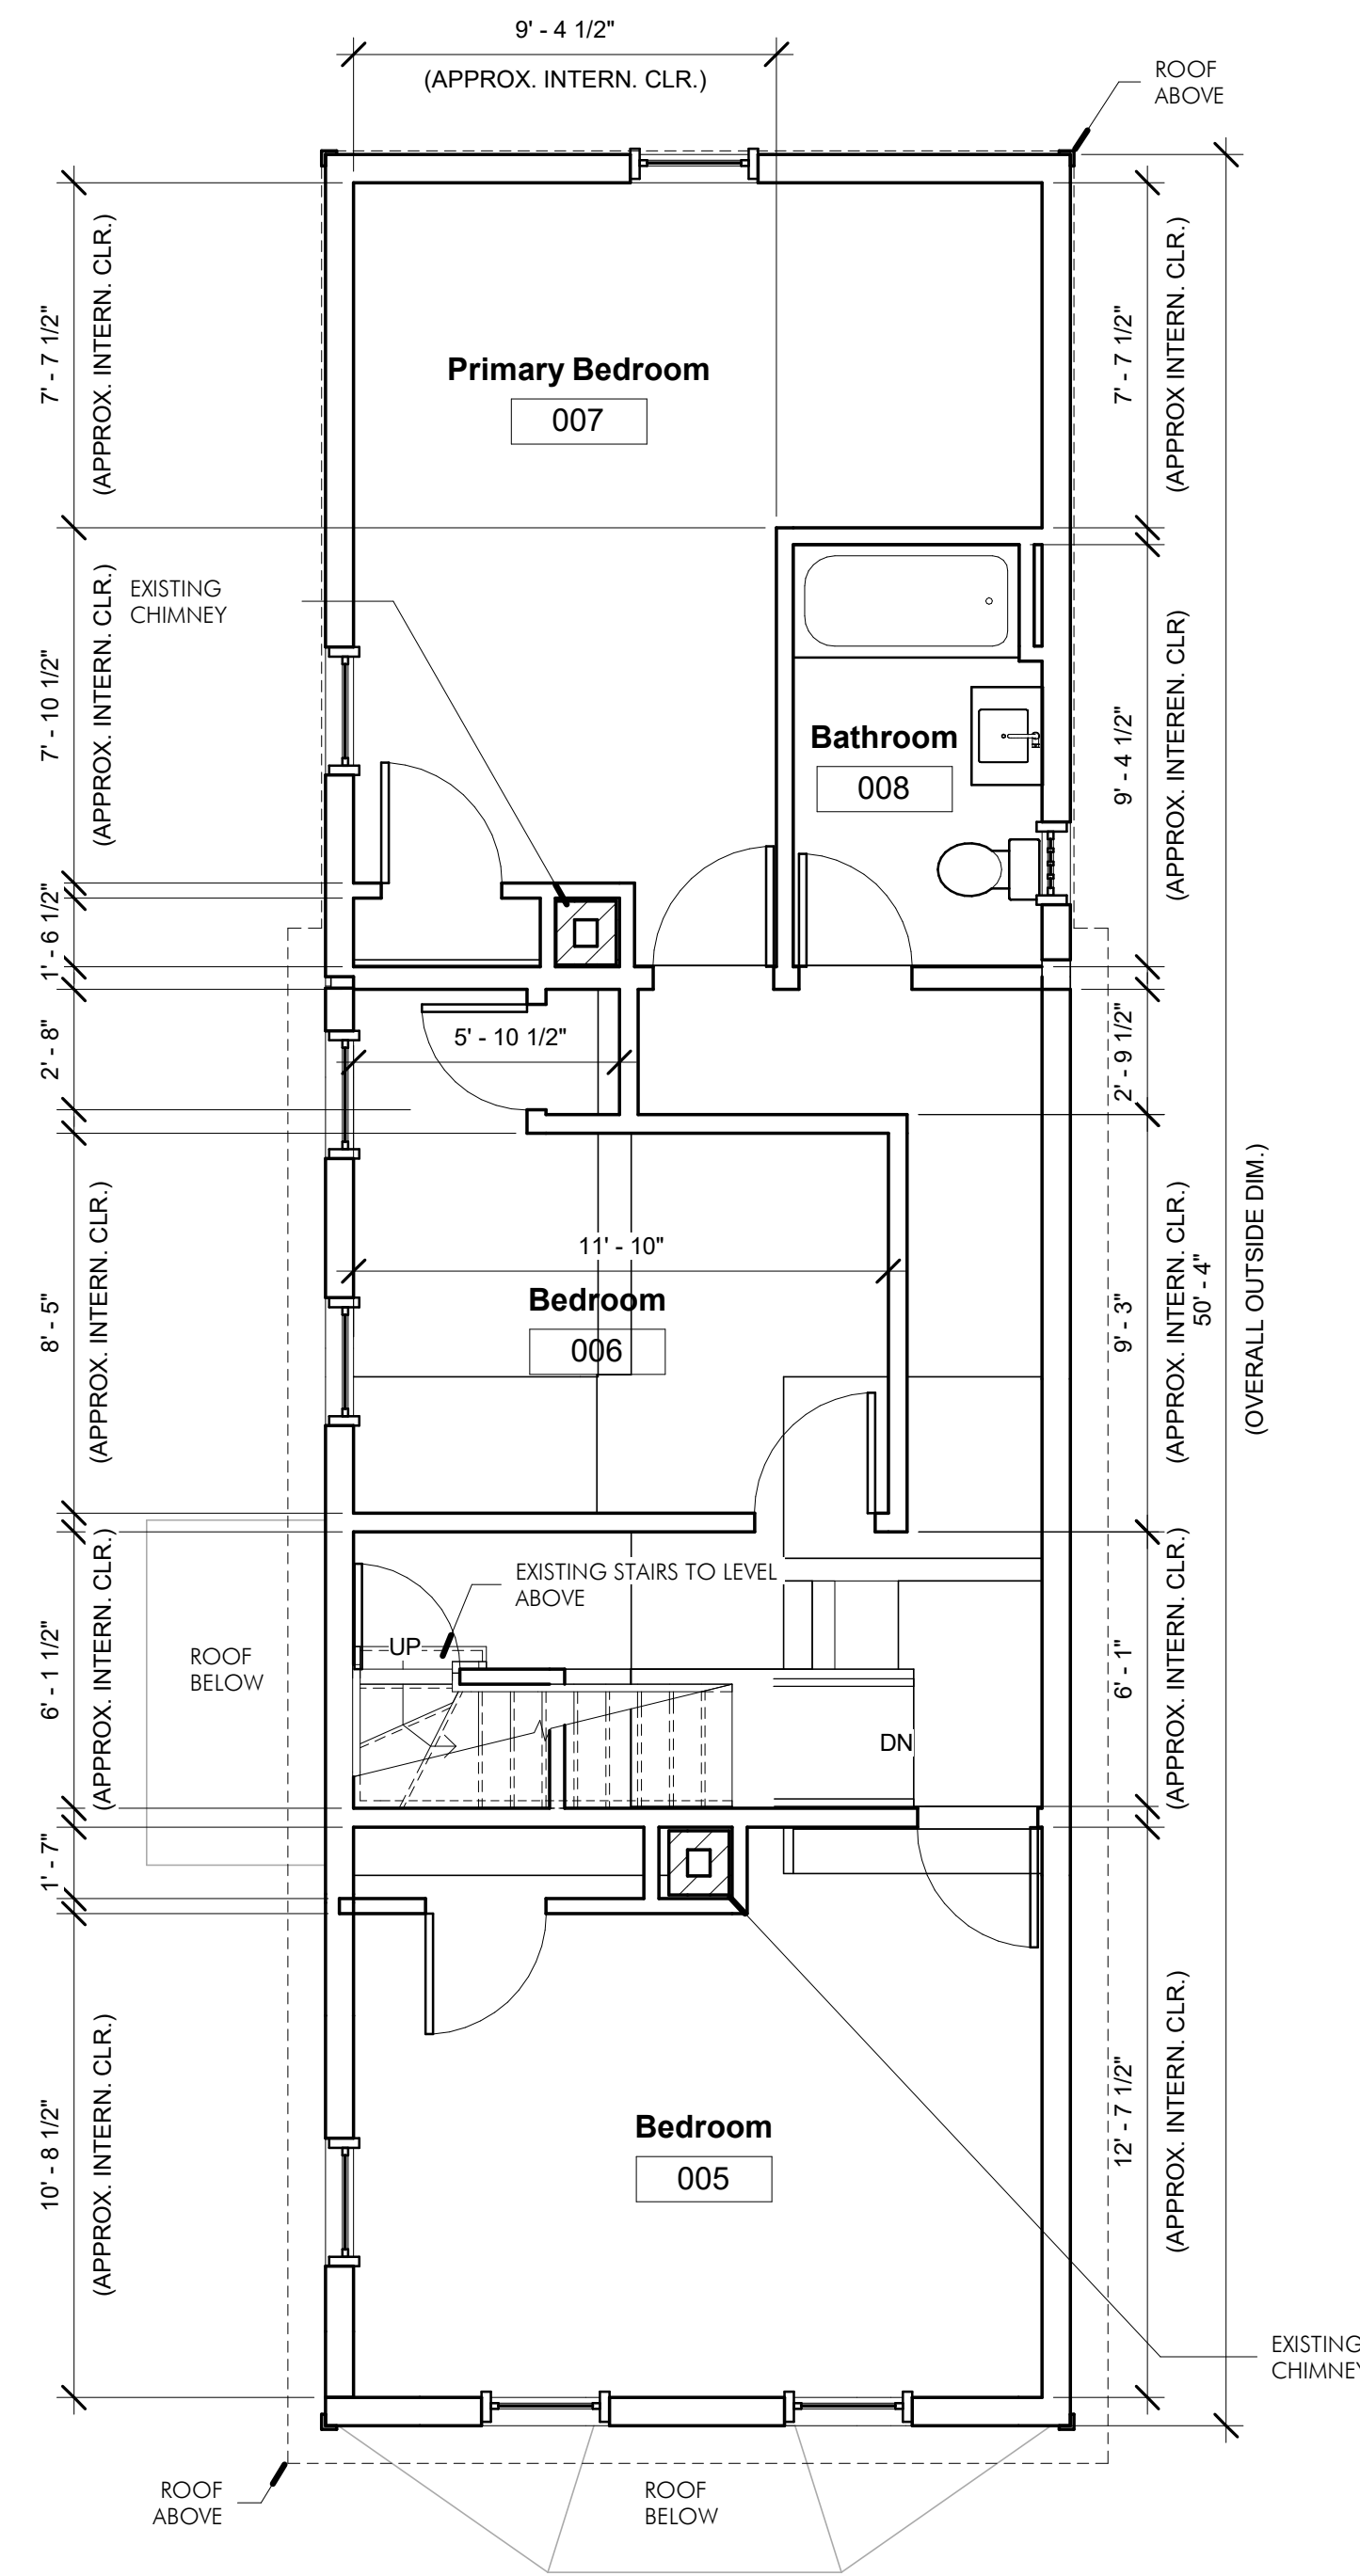 9' - 4 1/2"
(APPROX. INTERN. CLR.)
ROOF
ABOVE
7' - 7 1/2"
(APPROX. INTERN. CLR.)
7' - 7 1/2"
(APPROX INTERN. CLR.)
Primary Bedroom
007
EXISTING
CHIMNEY
7' - 10 1/2"
(APPROX. INTERN. CLR.)
Bathroom
008
9' - 4 1/2"
(APPROX. INTEREN. CLR)
1' - 6 1/2"
2' - 8"
5' - 10 1/2"
2' - 9 1/2"
11' - 10"
Bedroom
006
8' - 5"
(APPROX. INTERN. CLR.)
9' - 3"
(APPROX. INTERN. CLR.)
50' - 4"
(OVERALL OUTSIDE DIM.)
EXISTING STAIRS TO LEVEL
ABOVE
UP
ROOF
BELOW
6' - 1 1/2"
(APPROX. INTERN. CLR.)
DN
6' - 1"
(APPROX. INTERN. CLR.)
1' - 7"
10' - 8 1/2"
(APPROX. INTERN. CLR.)
Bedroom
005
12' - 7 1/2"
(APPROX. INTERN. CLR.)
EXISTING
CHIMNEY
ROOF
ABOVE
ROOF
BELOW